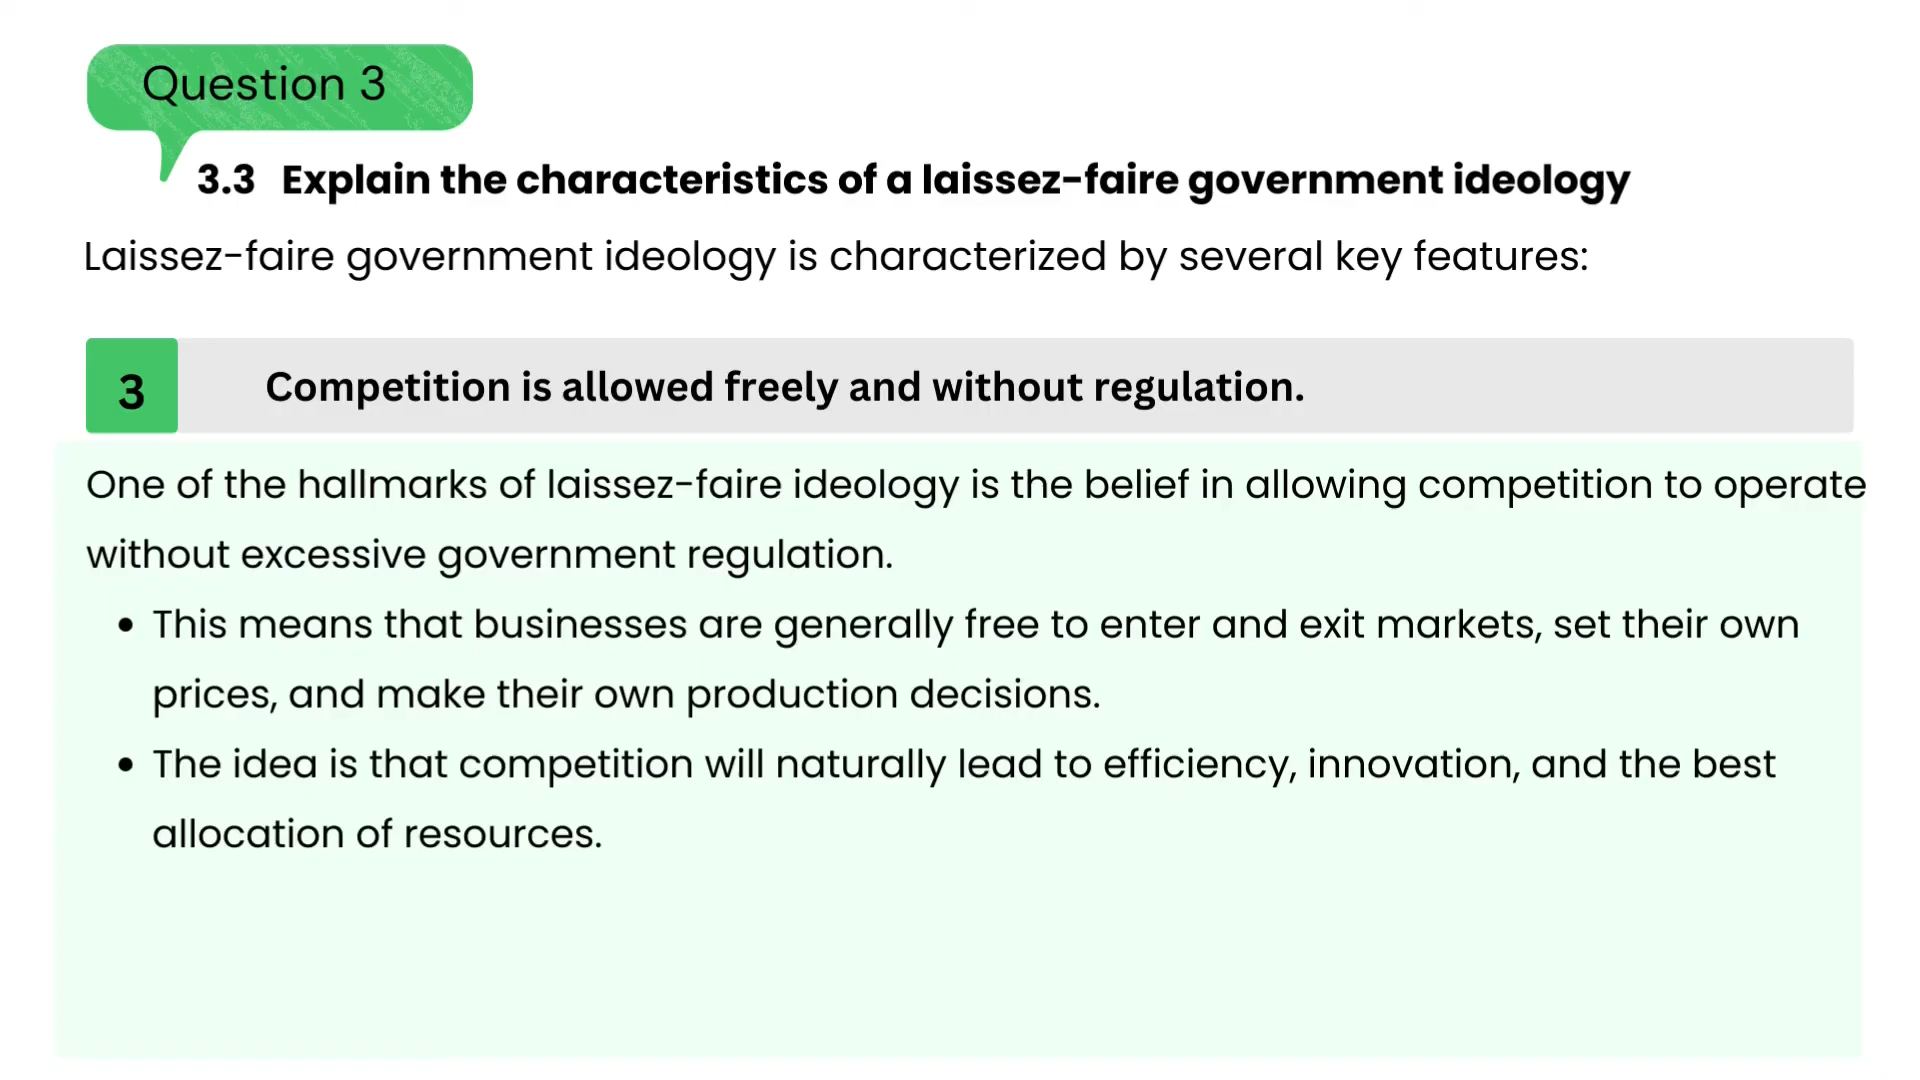 Question 3
3.3 Explain the characteristics of a laissez-faire government ideology
Laissez-faire government ideology is characterized by several key features:
3 Competition is allowed freely and without regulation.
One of the hallmarks of laissez-faire ideology is the belief in allowing competition to operate
without excessive government regulation.
• This means that businesses are generally free to enter and exit markets, set their own
prices, and make their own production decisions.
• The idea is that competition will naturally lead to efficiency, innovation, and the best
allocation of resources.